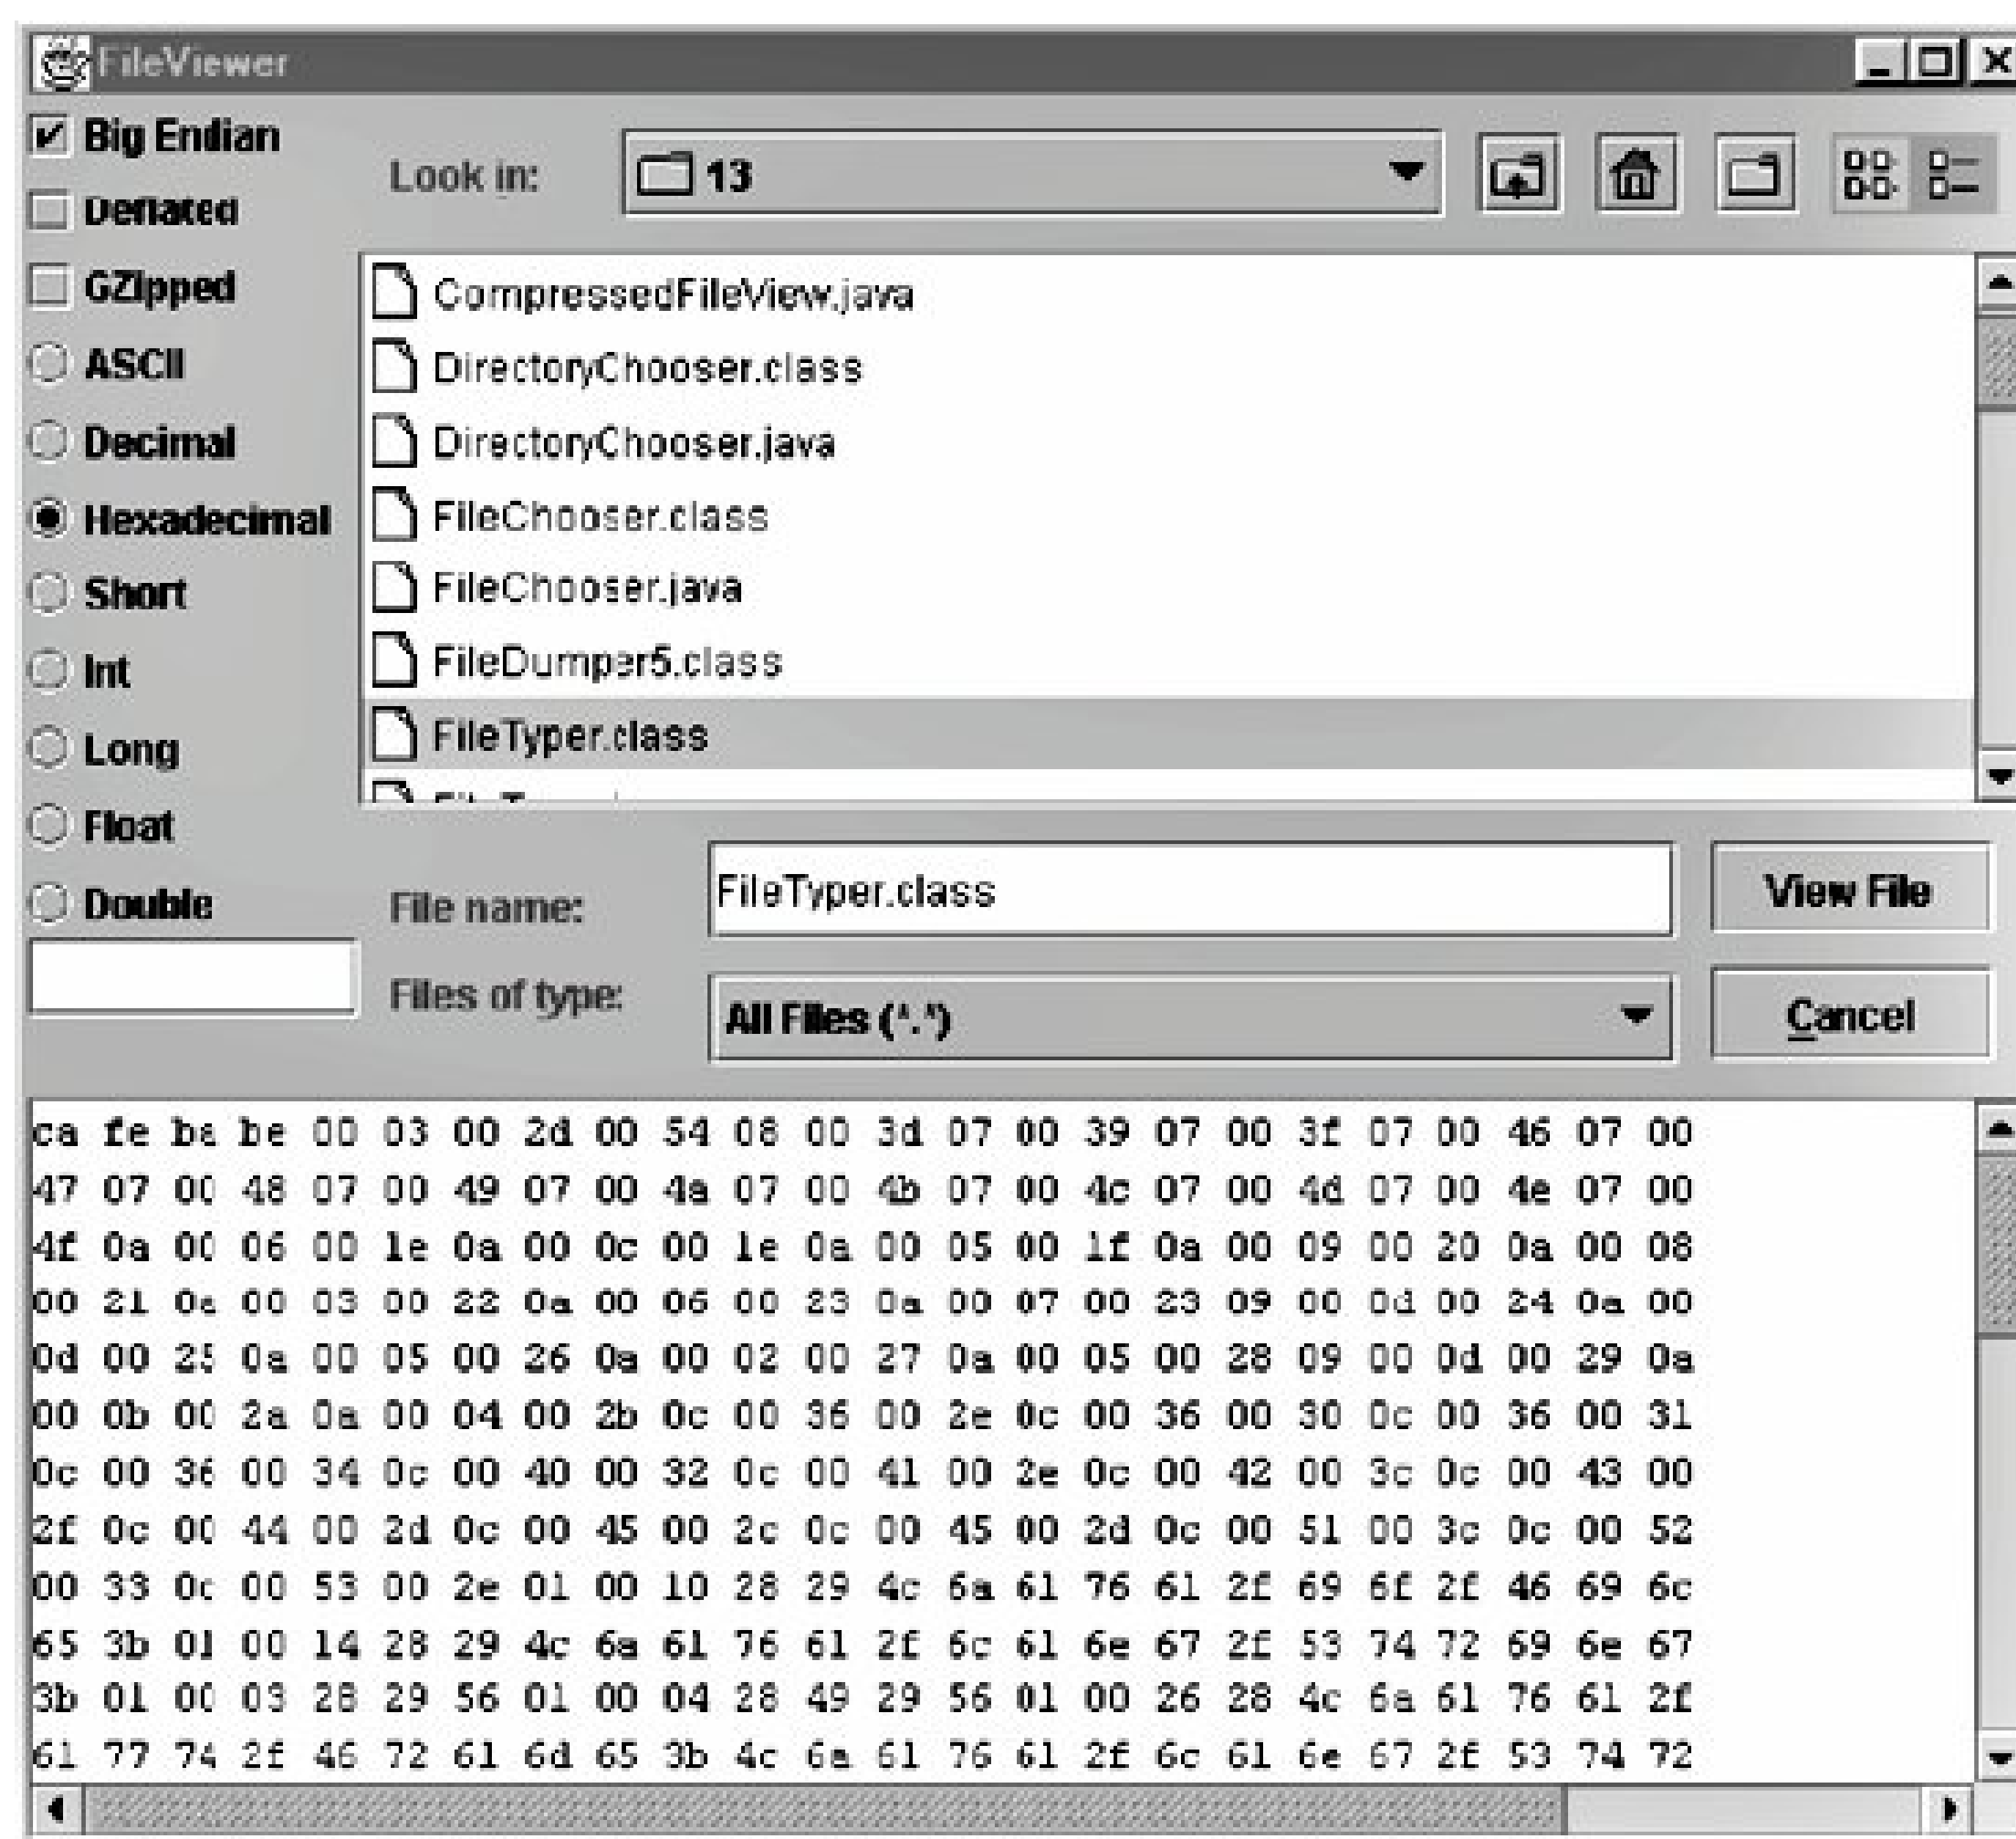 FileViewer
Big Endian
Deflated
GZipped
ASCII
Decimal
Hexadecimal
Short
Int
Long
Float
Double
Look in:
13
CompressedFileView.java
DirectoryChooser.class
DirectoryChooser.java
FileChooser.class
FileChooser.java
FileDumper5.class
FileTyper.class
File name:
FileTyper.class
View File
Files of type:
All Files (*.*)
Cancel
ca fe ba be 00 03 00 2d 00 54 08 00 3d 07 00 39 07 00 3f 07 00 46 07 00
47 07 00 48 07 00 49 07 00 4a 07 00 4b 07 00 4c 07 00 4d 07 00 4e 07 00
4f 0a 00 06 00 1e 0a 00 0c 00 1e 0a 00 05 00 1f 0a 00 09 00 20 0a 00 08
00 21 0a 00 03 00 22 0a 00 06 00 23 0a 00 07 00 23 09 00 0d 00 24 0a 00
0d 00 25 0a 00 05 00 26 0a 00 02 00 27 0a 00 05 00 28 09 00 0d 00 29 0a
00 0b 00 2a 0a 00 04 00 2b 0c 00 36 00 2e 0c 00 36 00 30 0c 00 36 00 31
0c 00 36 00 34 0c 00 40 00 32 0c 00 41 00 2e 0c 00 42 00 3c 0c 00 43 00
2f 0c 00 44 00 2d 0c 00 45 00 2c 0c 00 45 00 2d 0c 00 51 00 3c 0c 00 52
00 33 0c 00 53 00 2e 01 00 10 28 29 4c 6a 61 76 61 2f 69 6f 2f 46 69 6c
65 3b 01 00 14 28 29 4c 6a 61 76 61 2f 6c 61 6e 67 2f 53 74 72 69 6e 67
3b 01 00 03 28 29 56 01 00 04 28 49 29 56 01 00 26 28 4c 6a 61 76 61 2f
61 77 74 2f 46 72 61 6d 65 3b 4c 6a 61 76 61 2f 6c 61 6e 67 2f 53 74 72